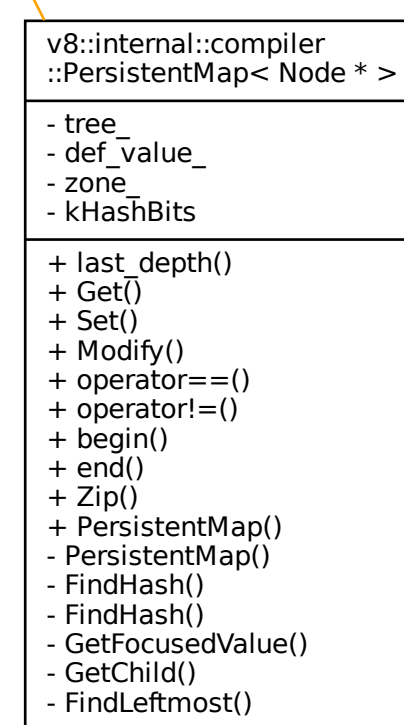 v8::internal::compiler
::PersistentMap< Node * >
- tree_
- def_value_
- zone_
- kHashBits
+ last_depth()
+ Get()
+ Set()
+ Modify()
+ operator==()
+ operator!=()
+ begin()
+ end()
+ Zip()
+ PersistentMap()
- PersistentMap()
- FindHash()
- FindHash()
- GetFocusedValue()
- GetChild()
- FindLeftmost()